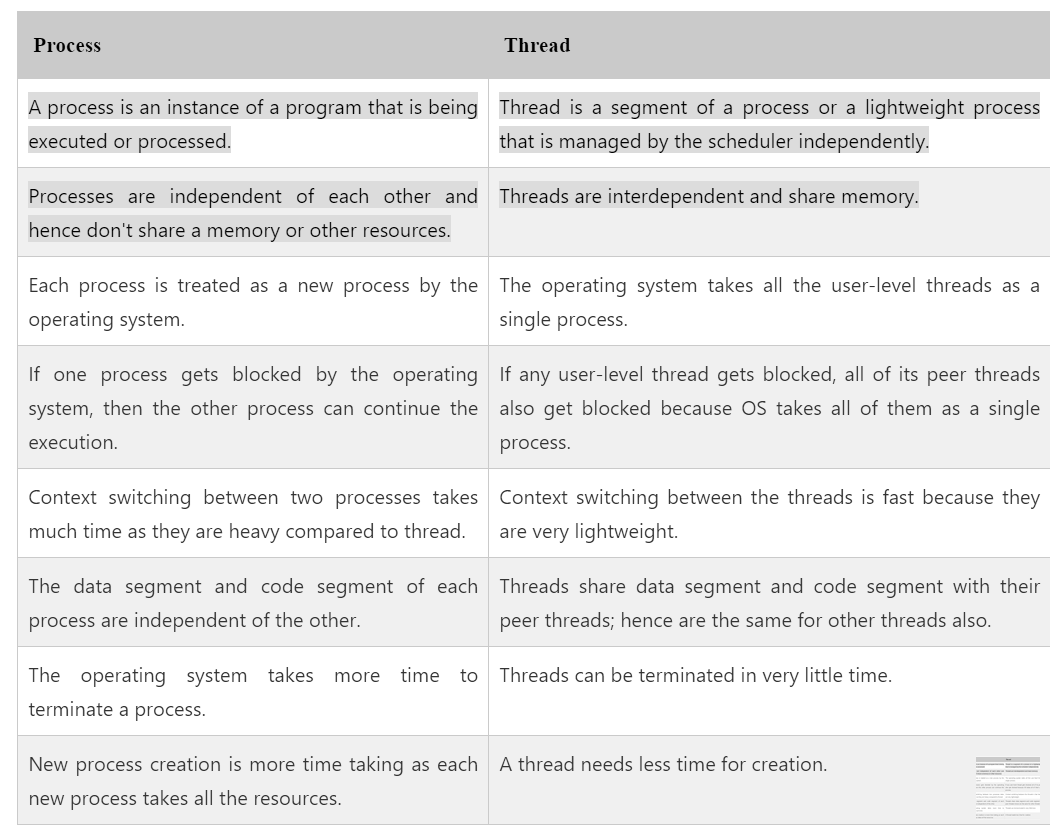 Process
Thread
A process is an instance of a program that is being
executed or processed.
Thread is a segment of a process or a lightweight process
that is managed by the scheduler independently.
Processes are independent of each other and
hence don't share a memory or other resources.
Threads are interdependent and share memory.
Each process is treated as a new process by the
operating system.
The operating system takes all the user-level threads as a
single process.
If one process gets blocked by the operating
system, then the other process can continue the
execution.
If any user-level thread gets blocked, all of its peer threads
also get blocked because OS takes all of them as a single
process.
Context switching between two processes takes
much time as they are heavy compared to thread.
Context switching between the threads is fast because they
are very lightweight.
The data segment and code segment of each
process are independent of the other.
Threads share data segment and code segment with their
peer threads; hence are the same for other threads also.
The operating system takes more time to
terminate a process.
Threads can be terminated in very little time.
New process creation is more time taking as each
new process takes all the resources.
A thread needs less time for creation.